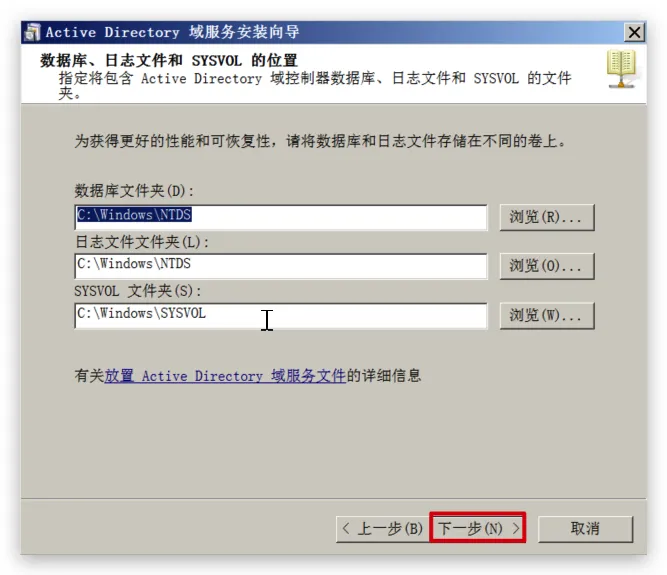 Active Directory 域服务安装向导
数据库、日志文件和 SYSVOL 的位置
指定将包含 Active Directory 域控制器数据库、日志文件和 SYSVOL 的文件
夹。
为获得更好的性能和可恢复性，请将数据库和日志文件存储在不同的卷上。
数据库文件夹(D):
C:\Windows\NTDS
浏览(R)...
日志文件文件夹(L):
C:\Windows\NTDS
浏览(O)...
SYSVOL 文件夹(S):
C:\Windows\SYSVOL
浏览(W)...
有关放置 Active Directory 域服务文件的详细信息
< 上一步(B) 下一步(N) > 取消